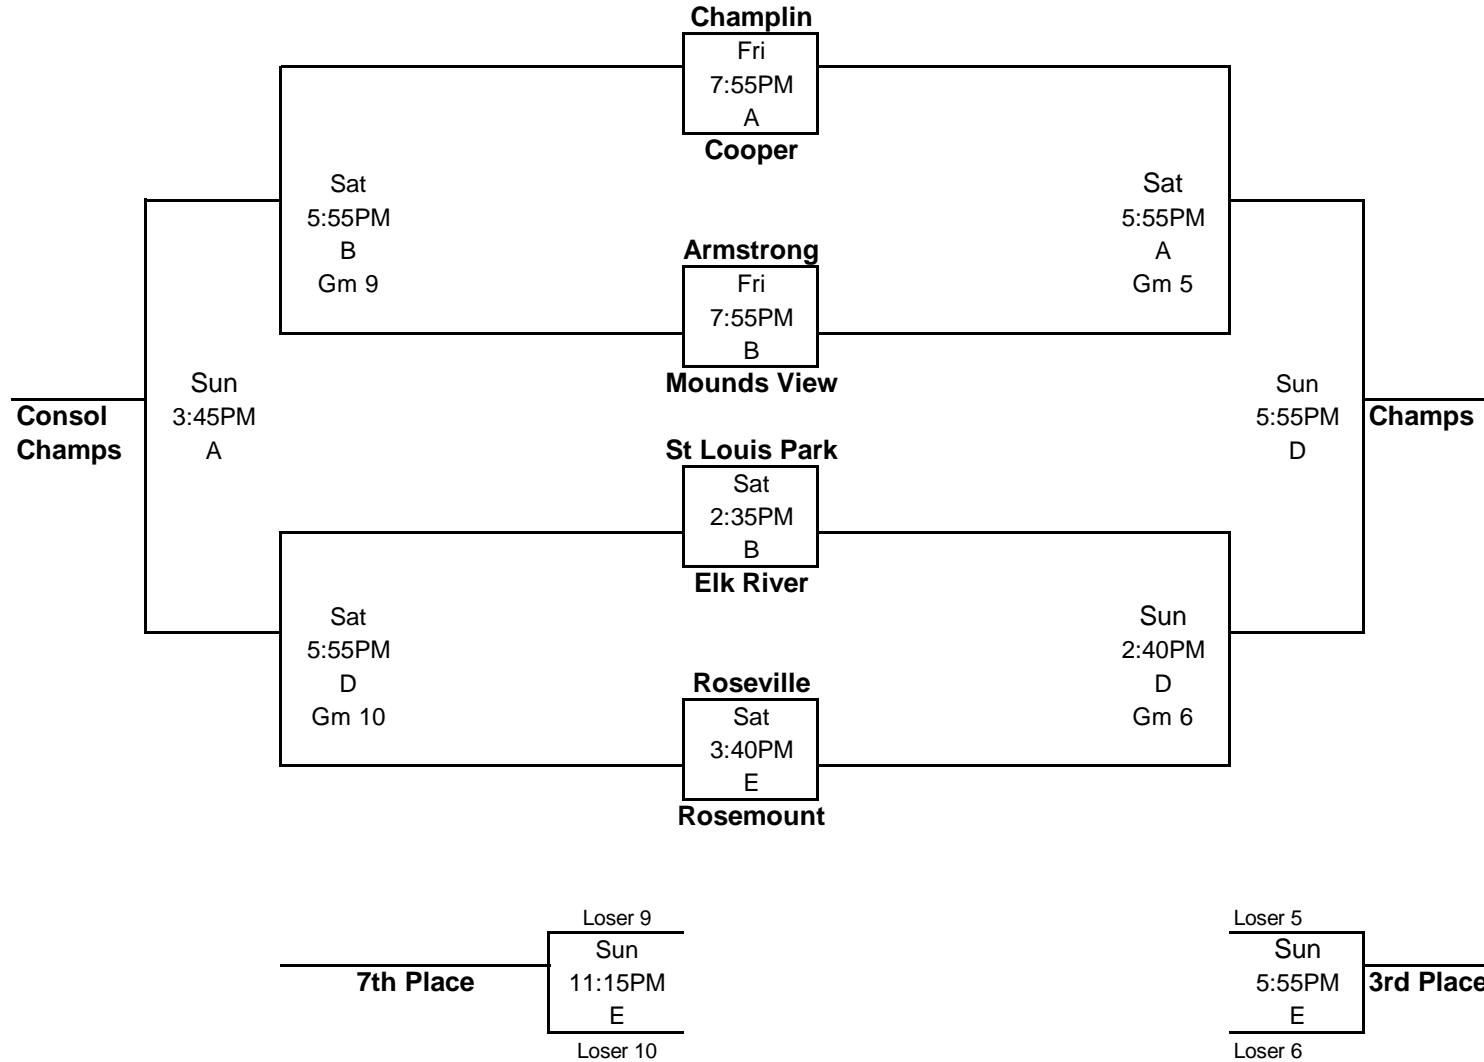 Champlin
Fri
7:55PM
A
Cooper
Sat
5:55PM
B
Gm 9
Sat
5:55PM
A
Gm 5
Armstrong
Fri
7:55PM
B
Mounds View
Consol
Champs
Sun
3:45PM
A
Sun
5:55PM
D
Champs
St Louis Park
Sat
2:35PM
B
Elk River
Sat
5:55PM
D
Gm 10
Sun
2:40PM
D
Gm 6
Roseville
Sat
3:40PM
E
Rosemount
Loser 9
Sun
11:15PM
E
Loser 10
7th Place
Loser 5
Sun
5:55PM
E
Loser 6
3rd Place